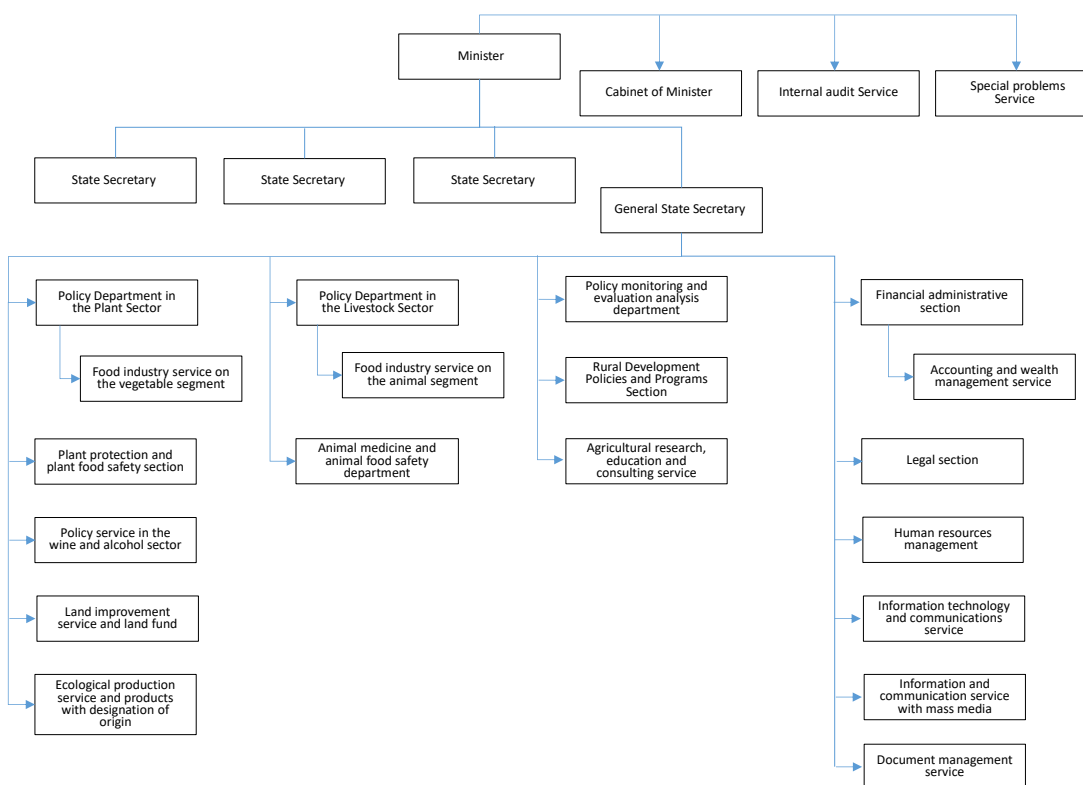 Minister
Cabinet of Minister
Internal audit Service
Special problems
Service
State Secretary
State Secretary
State Secretary
General State Secretary
Policy Department in
the Plant Sector
Food industry service on
the vegetable segment
Plant protection and
plant food safety section
Policy service in the
wine and alcohol sector
Land improvement
service and land fund
Ecological production
service and products
with designation of
origin
Policy Department in
the Livestock Sector
Food industry service on
the animal segment
Animal medicine and
animal food safety
department
Policy monitoring and
evaluation analysis
department
Rural Development
Policies and Programs
Section
Agricultural research,
education and
consulting service
Financial administrative
section
Accounting and wealth
management service
Legal section
Human resources
management
Information technology
and communications
service
Information and
communication service
with mass media
Document management
service